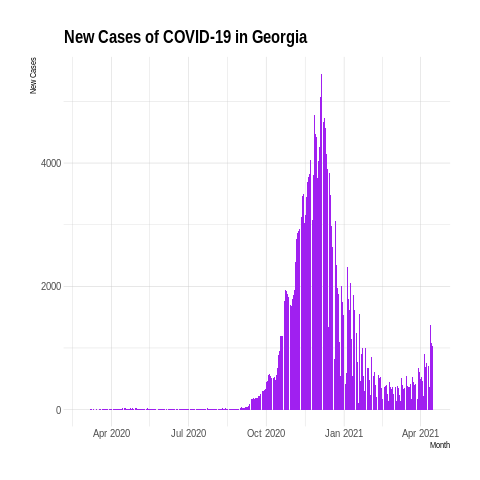 New Cases of COVID-19 in Georgia
New Cases
4000
2000
0
Apr 2020
Jul 2020
Oct 2020
Jan 2021
Apr 2021
Month